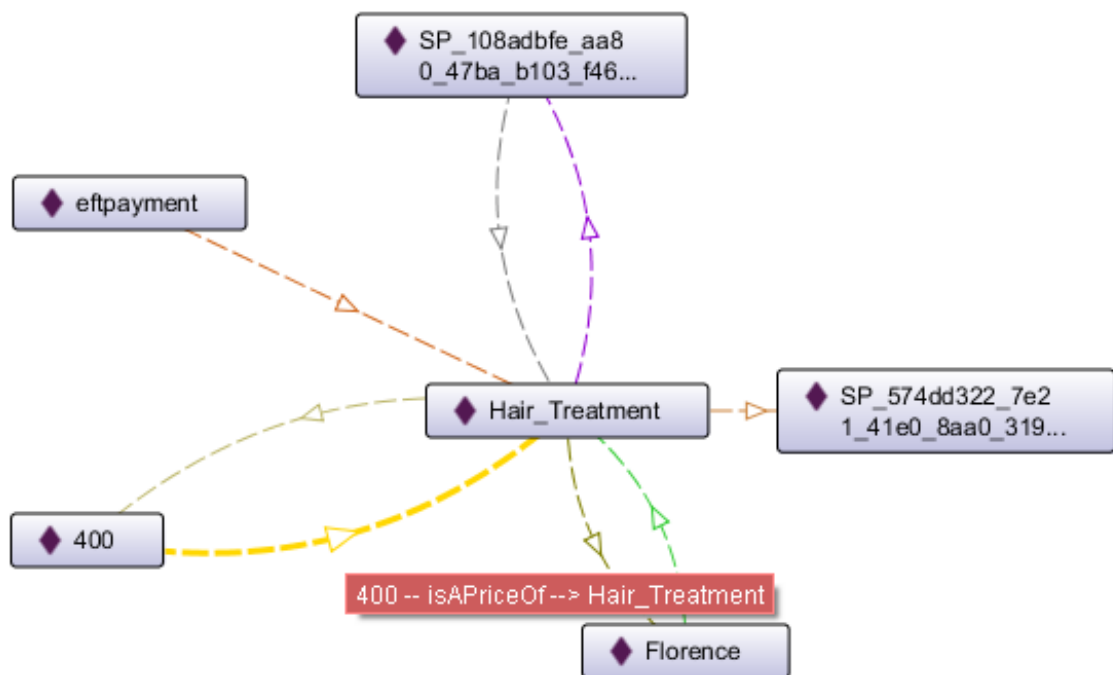 SP_108adbfe_aa8
0_47ba_b103_f46...
eftpayment
Hair_Treatment
SP_574dd322_7e2
1_41e0_8aa0_319...
400
400 -- isAPriceOf --> Hair_Treatment
Florence